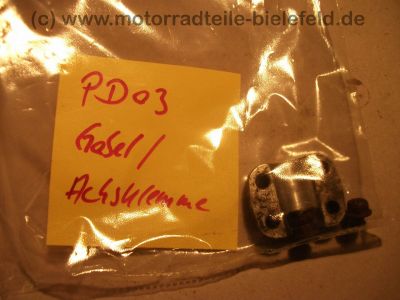 (c) www.motorradteile-bielefeld.de
PD03
Gabel/
Achsklemme